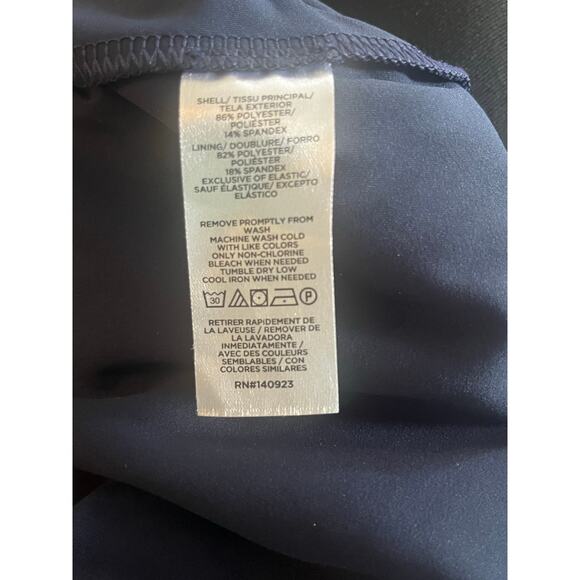 SHELL/ TISSU PRINCIPAL/
TELA EXTERIOR
86% POLYESTER/
POLIÉSTER
14% SPANDEX
LINING/ DOUBLURE/ FORRO
82% POLYESTER/
POLIÉSTER
18% SPANDEX
EXCLUSIVE OF ELASTIC/
SAUF ÉLASTIQUE/ EXCEPTO
ELÁSTICO
REMOVE PROMPTLY FROM
WASH
MACHINE WASH COLD
WITH LIKE COLORS
ONLY NON-CHLORINE
BLEACH WHEN NEEDED
TUMBLE DRY LOW
COOL IRON WHEN NEEDED
30 P
RETIRER RAPIDEMENT DE
LA LAVEUSE / REMOVER DE
LA LAVADORA
INMEDIATAMENTE /
AVEC DES COULEURS
SEMBLABLES / CON
COLORES SIMILARES
RN#140923